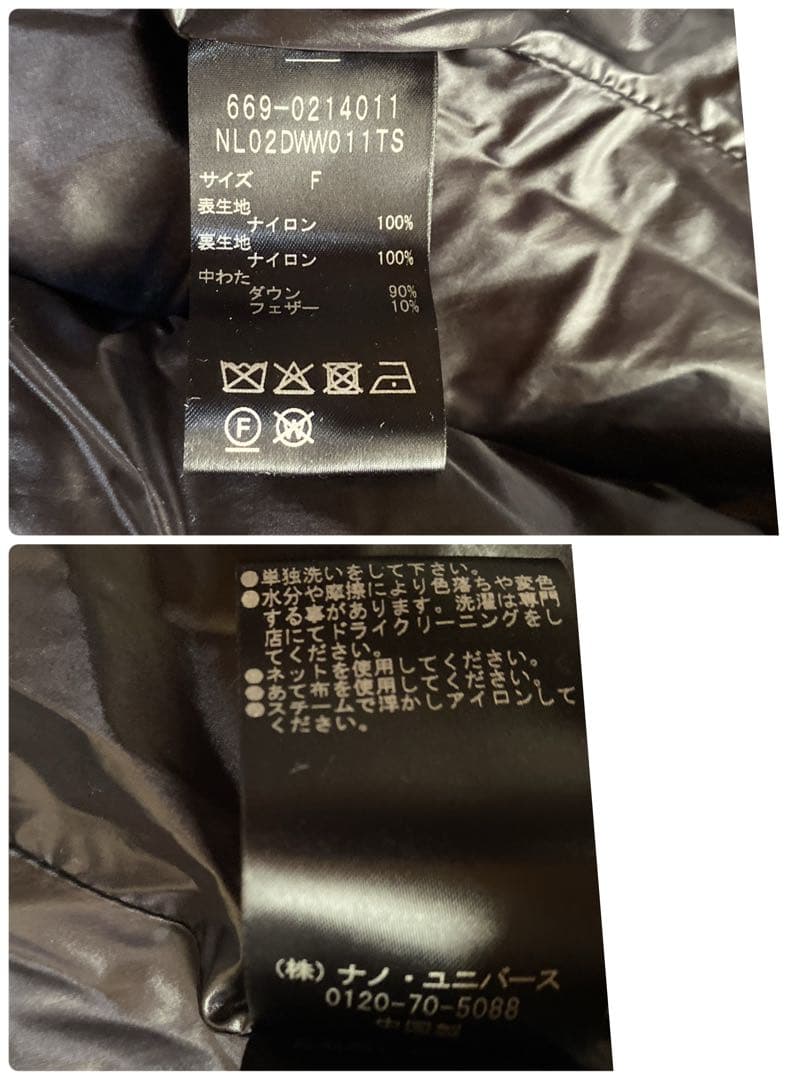 669-0214011
NL02DWW011TS
サイズ F
表生地
ナイロン 100%
裏生地
ナイロン 100%
中わた
ダウン 90%
フェザー 10%
F
W
●単独洗いをして下さい。
●水分や摩擦により色落ちや変色
する事があります。洗濯は専門
店にてドライクリーニングをし
てください。
●ネットを使用してください。
●あて布を使用してください。
●スチームで浮かしアイロンして
ください。
(株)ナノ・ユニバース
0120-70-5088
中国製